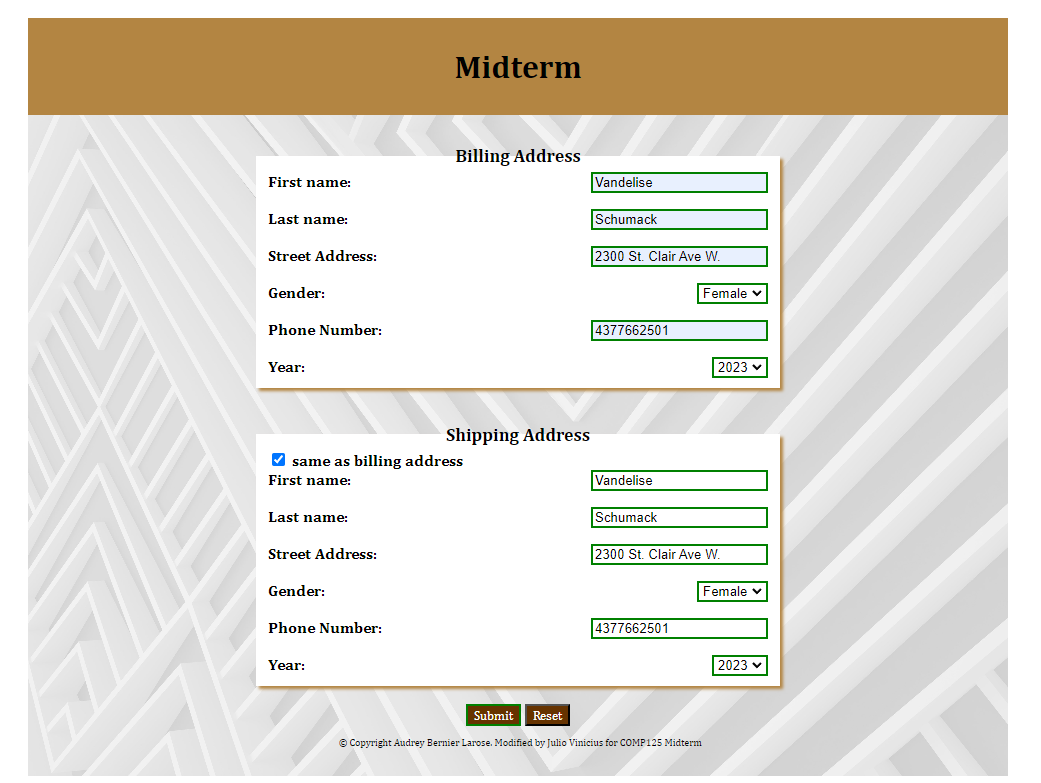 Midterm
Billing Address
First name: Vandelise
Last name: Schumack
Street Address: 2300 St. Clair Ave W.
Gender: Female
Phone Number: 4377662501
Year: 2023
Shipping Address
same as billing address
First name: Vandelise
Last name: Schumack
Street Address: 2300 St. Clair Ave W.
Gender: Female
Phone Number: 4377662501
Year: 2023
Submit Reset
© Copyright Audrey Bernier Larose. Modified by Julio Vinicius for COMP125 Midterm